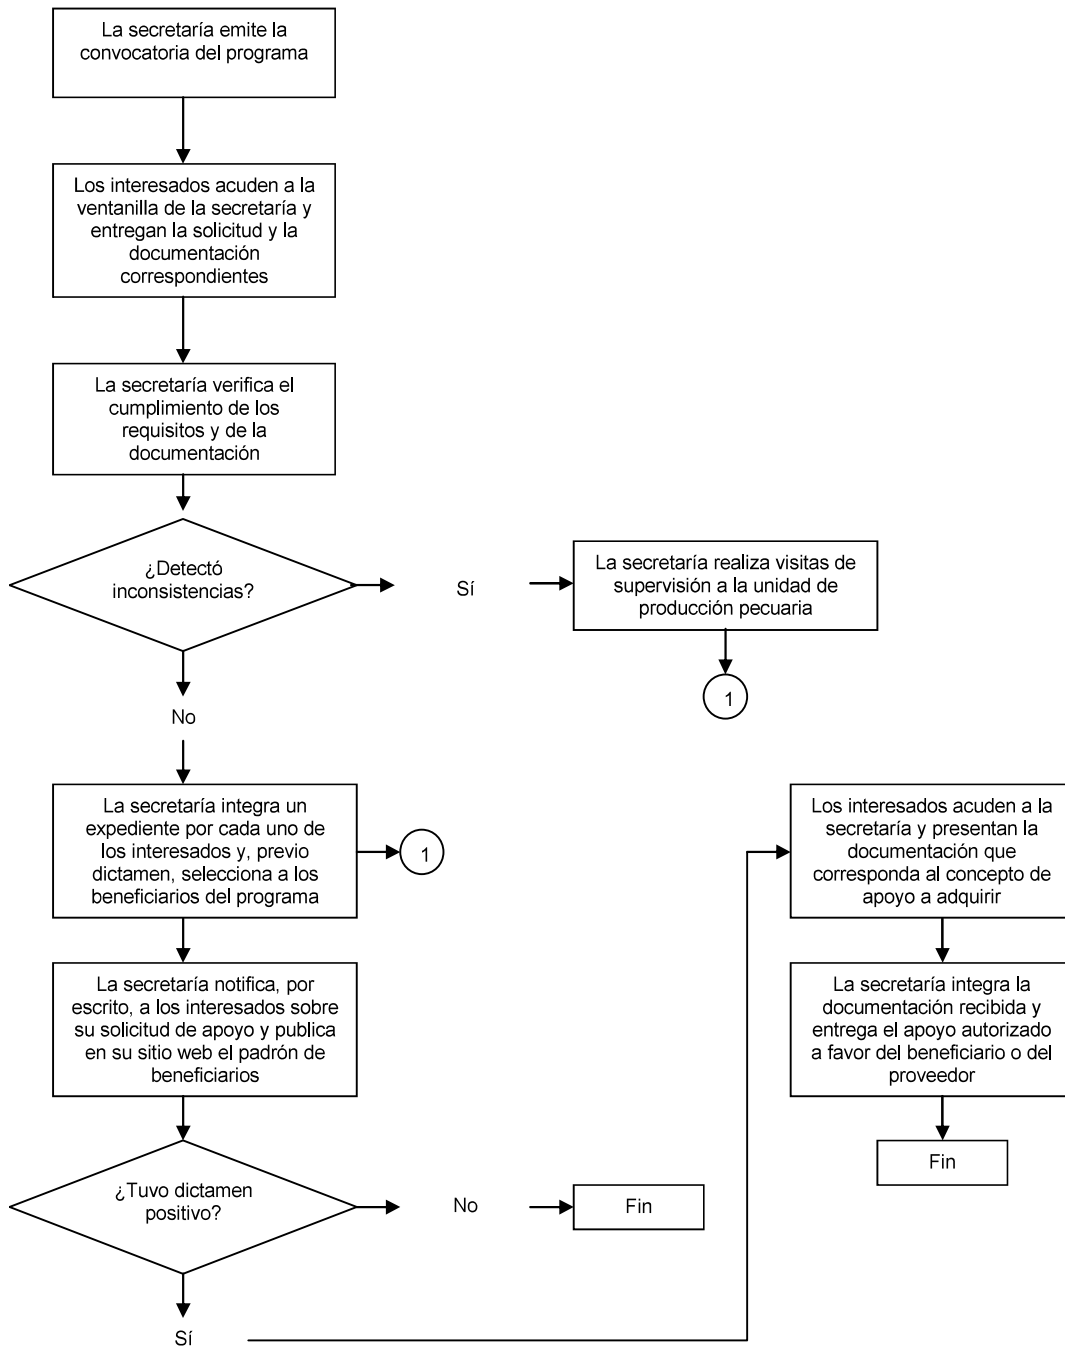 La secretaría emite la
convocatoria del programa
Los interesados acuden a la
ventanilla de la secretaría y
entregan la solicitud y la
documentación
correspondientes
La secretaría verifica el
cumplimiento de los
requisitos y de la
documentación
¿Detectó
inconsistencias?
Sí
La secretaría realiza visitas de
supervisión a la unidad de
producción pecuaria
1
No
La secretaría integra un
expediente por cada uno de
los interesados y, previo
dictamen, selecciona a los
beneficiarios del programa
1
La secretaría notifica, por
escrito, a los interesados sobre
su solicitud de apoyo y publica
en su sitio web el padrón de
beneficiarios
¿Tuvo dictamen
positivo?
No
Fin
Sí
Los interesados acuden a la
secretaría y presentan la
documentación que
corresponda al concepto de
apoyo a adquirir
La secretaría integra la
documentación recibida y
entrega el apoyo autorizado
a favor del beneficiario o del
proveedor
Fin